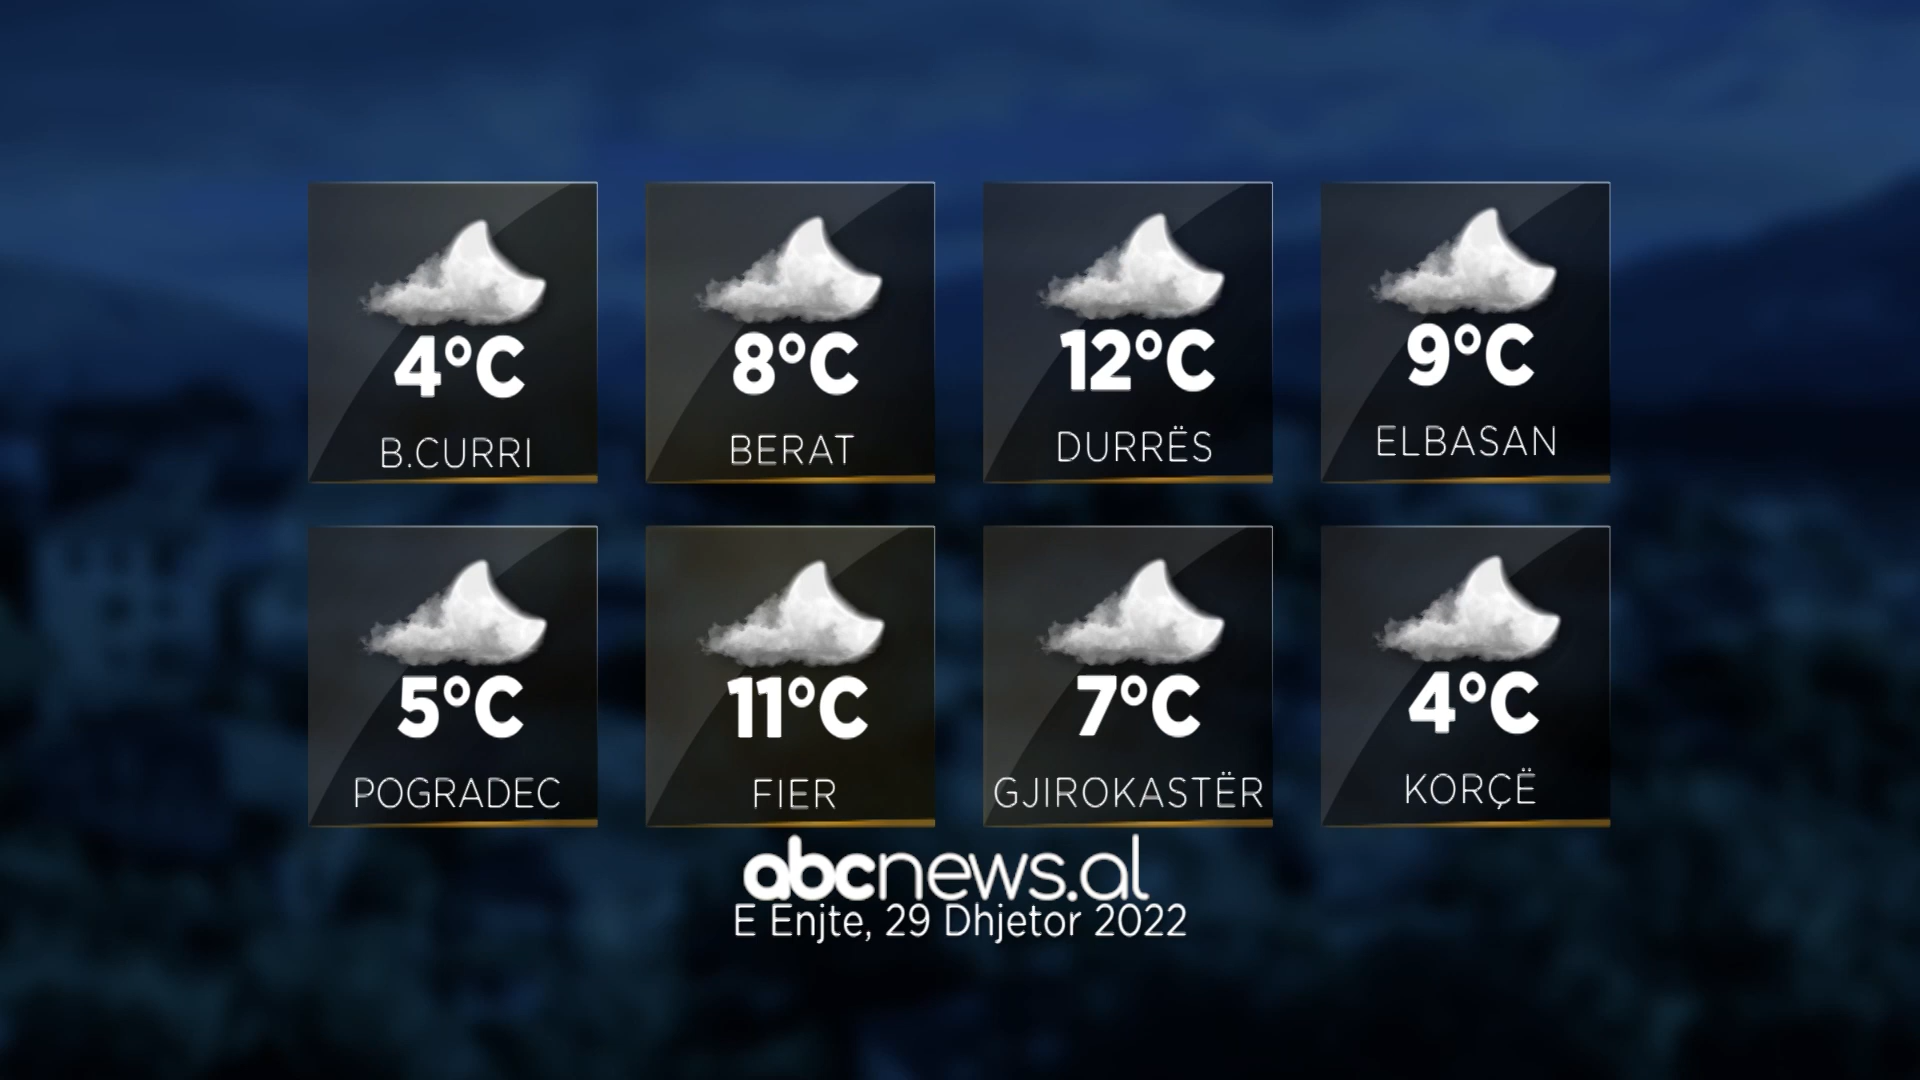 4°C
B.CURRI
8°C
BERAT
12°C
DURRËS
9°C
ELBASAN
5°C
POGRADEC
11°C
FIER
7°C
GJIROKASTËR
4°C
KORÇË
abcnews.al
E Enjte, 29 Dhjetor 2022